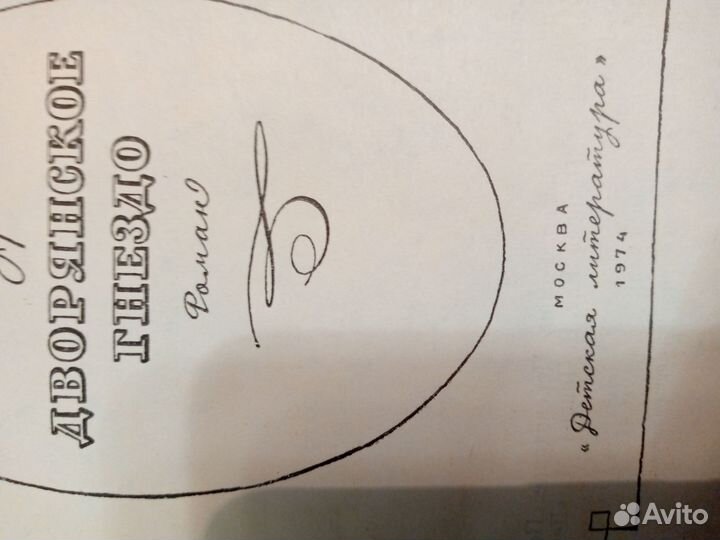 ДВОРЯНСКОЕ
ГНЕЗДО
Роман
МОСКВА
«Детская литература»
1974
Avito